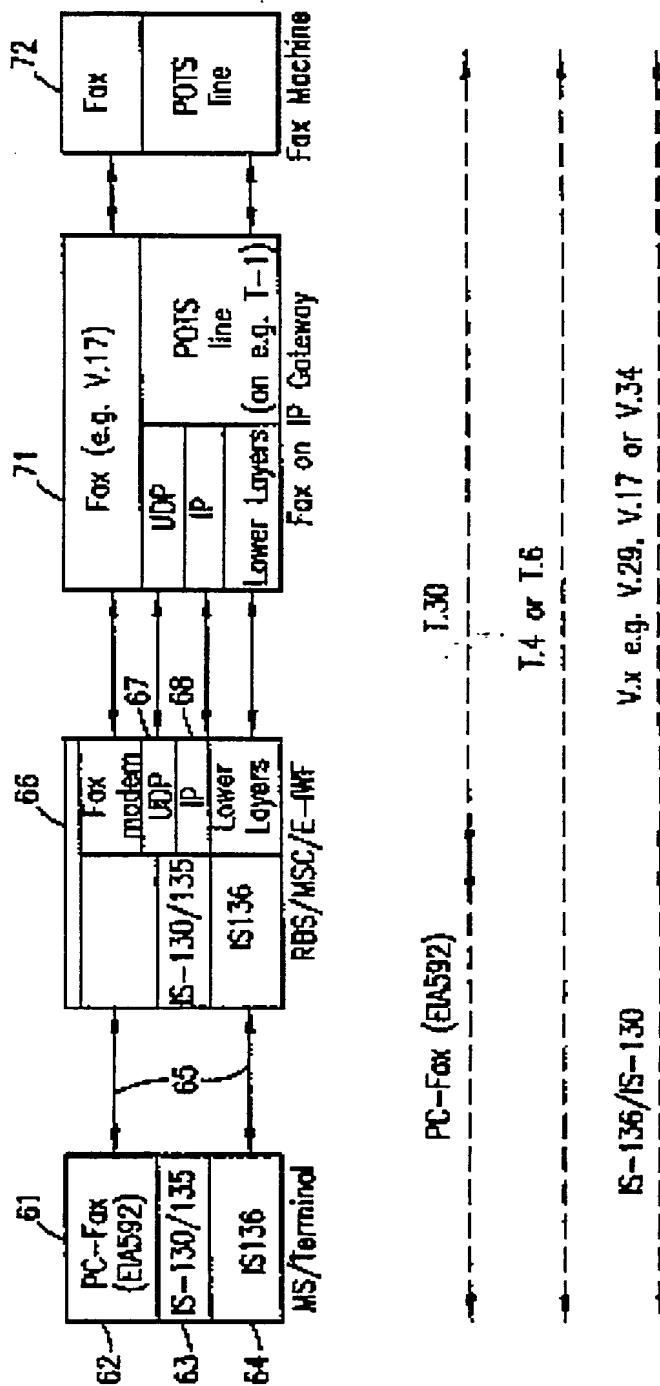 61
62
63
64
PC-Fax
(EIA592)
IS-130/135
IS136
MS/Terminal
65
66
67
68
IS-130/135
IS136
Fax
modem
UDP
IP
Lower
Layers
RBS/MSC/E-IWF
71
Fax (e.g. V.17)
UDP
IP
Lower Layers
POTS
line
(on e.g. T-1)
Fax on IP Gateway
72
Fax
POTS
line
Fax Machine
PC-Fax (EIA592)
T.30
T.4 or T.6
IS-136/IS-130
V.x e.g. V.29, V.17 or V.34